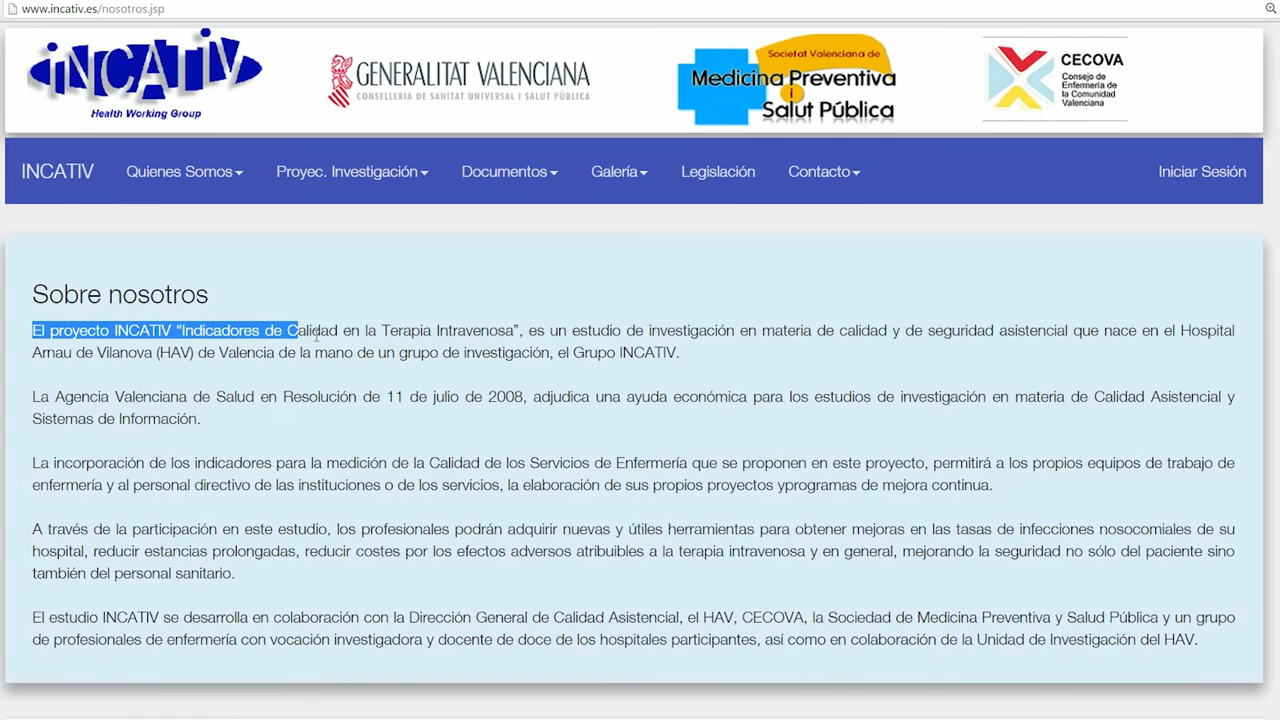 www.incativ.es/nosotros.jsp
INCATIV
Health Working Group
GENERALITAT VALENCIANA
CONSELLERIA DE SANITAT UNIVERSAL I SALUT PÚBLICA
Societat Valenciana de
Medicina Preventiva
i
Salut Pública
CECOVA
Consejo de
Enfermería de
la Comunidad
Valenciana
INCATIV Quienes Somos Proyec. Investigación Documentos Galería Legislación Contacto Iniciar Sesión
Sobre nosotros
El proyecto INCATIV “Indicadores de Calidad en la Terapia Intravenosa”, es un estudio de investigación en materia de calidad y de seguridad asistencial que nace en el Hospital
Arnau de Vilanova (HAV) de Valencia de la mano de un grupo de investigación, el Grupo INCATIV.
La Agencia Valenciana de Salud en Resolución de 11 de julio de 2008, adjudica una ayuda económica para los estudios de investigación en materia de Calidad Asistencial y
Sistemas de Información.
La incorporación de los indicadores para la medición de la Calidad de los Servicios de Enfermería que se proponen en este proyecto, permitirá a los propios equipos de trabajo de
enfermería y al personal directivo de las instituciones o de los servicios, la elaboración de sus propios proyectos yprogramas de mejora continua.
A través de la participación en este estudio, los profesionales podrán adquirir nuevas y útiles herramientas para obtener mejoras en las tasas de infecciones nosocomiales de su
hospital, reducir estancias prolongadas, reducir costes por los efectos adversos atribuibles a la terapia intravenosa y en general, mejorando la seguridad no sólo del paciente sino
también del personal sanitario.
El estudio INCATIV se desarrolla en colaboración con la Dirección General de Calidad Asistencial, el HAV, CECOVA, la Sociedad de Medicina Preventiva y Salud Pública y un grupo
de profesionales de enfermería con vocación investigadora y docente de doce de los hospitales participantes, así como en colaboración de la Unidad de Investigación del HAV.